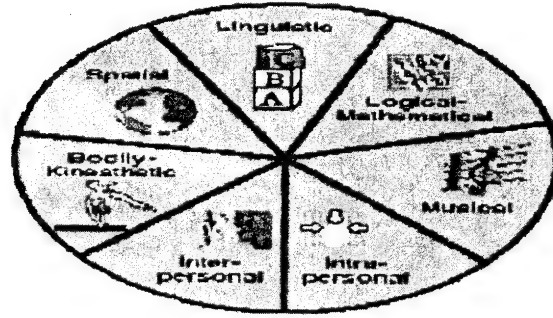 Linguistic
C
B
A
Spatial
Logical-
Mathematical
Bodily-
Kinesthetic
Musical
Inter-
personal
Intra-
personal